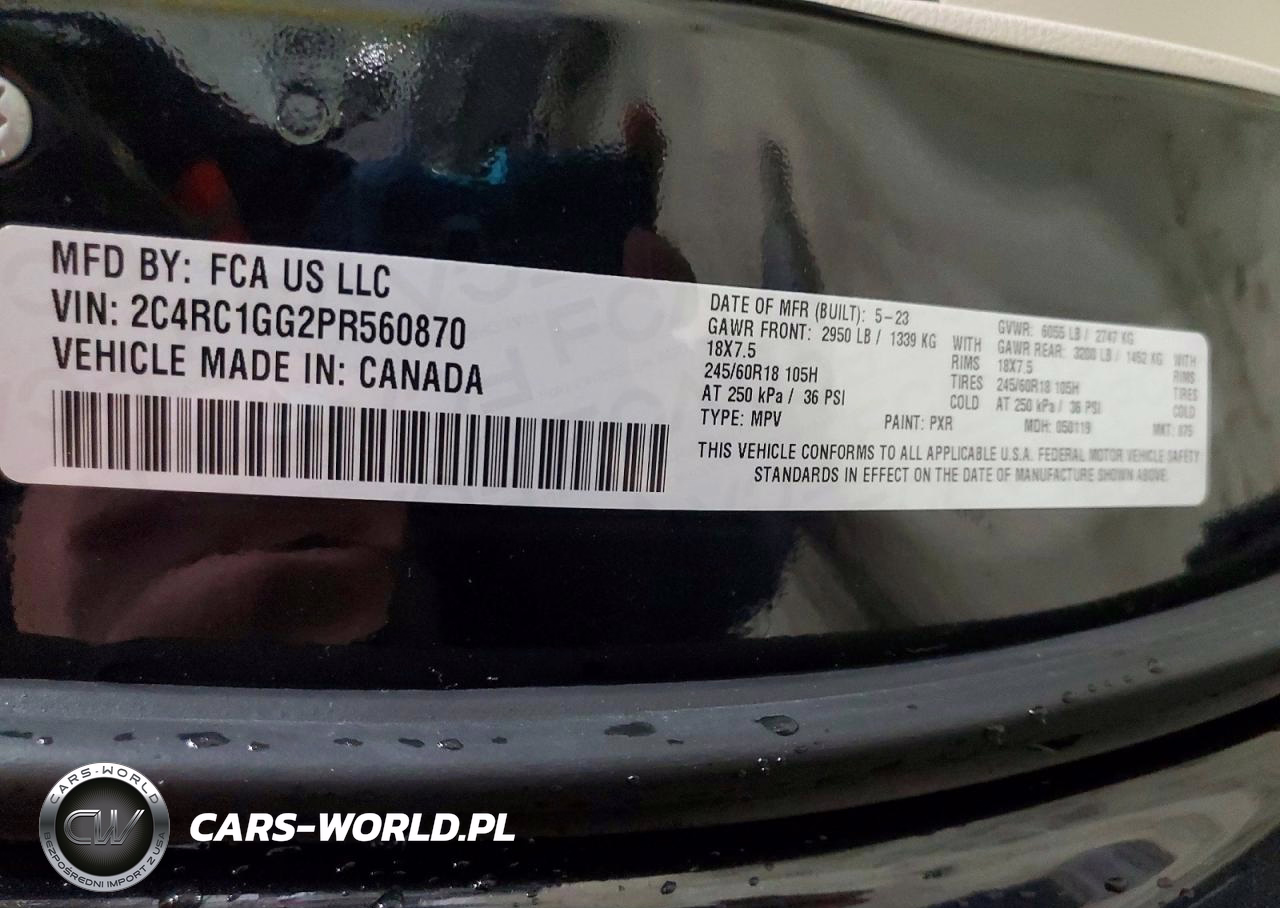 MFD BY: FCA US LLC
VIN: 2C4RC1GG2PR560870
VEHICLE MADE IN: CANADA
DATE OF MFR (BUILT): 5-23
GVWR: 6055 LB / 2747 KG
GAWR FRONT: 2950 LB / 1339 KG WITH
GAWR REAR: 3200 LB / 1452 KG WITH
18X7.5 RIMS
18X7.5 RIMS
245/60R18 105H TIRES
245/60R18 105H TIRES
AT 250 kPa / 36 PSI COLD
AT 250 kPa / 36 PSI COLD
TYPE: MPV PAINT: PXR MDH: 050119 MKT:
THIS VEHICLE CONFORMS TO ALL APPLICABLE U.S.A. FEDERAL MOTOR VEHICLE SAFETY
STANDARDS IN EFFECT ON THE DATE OF MANUFACTURE SHOWN ABOVE.
CARS-WORLD
CW
BEZPOŚREDNI IMPORT Z USA
CARS-WORLD.PL